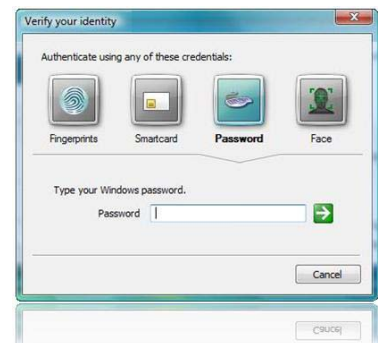 Verify your identity
Authenticate using any of these credentials:
Fingerprints Smartcard Password Face
Type your Windows password.
Password
Cancel
Cancel